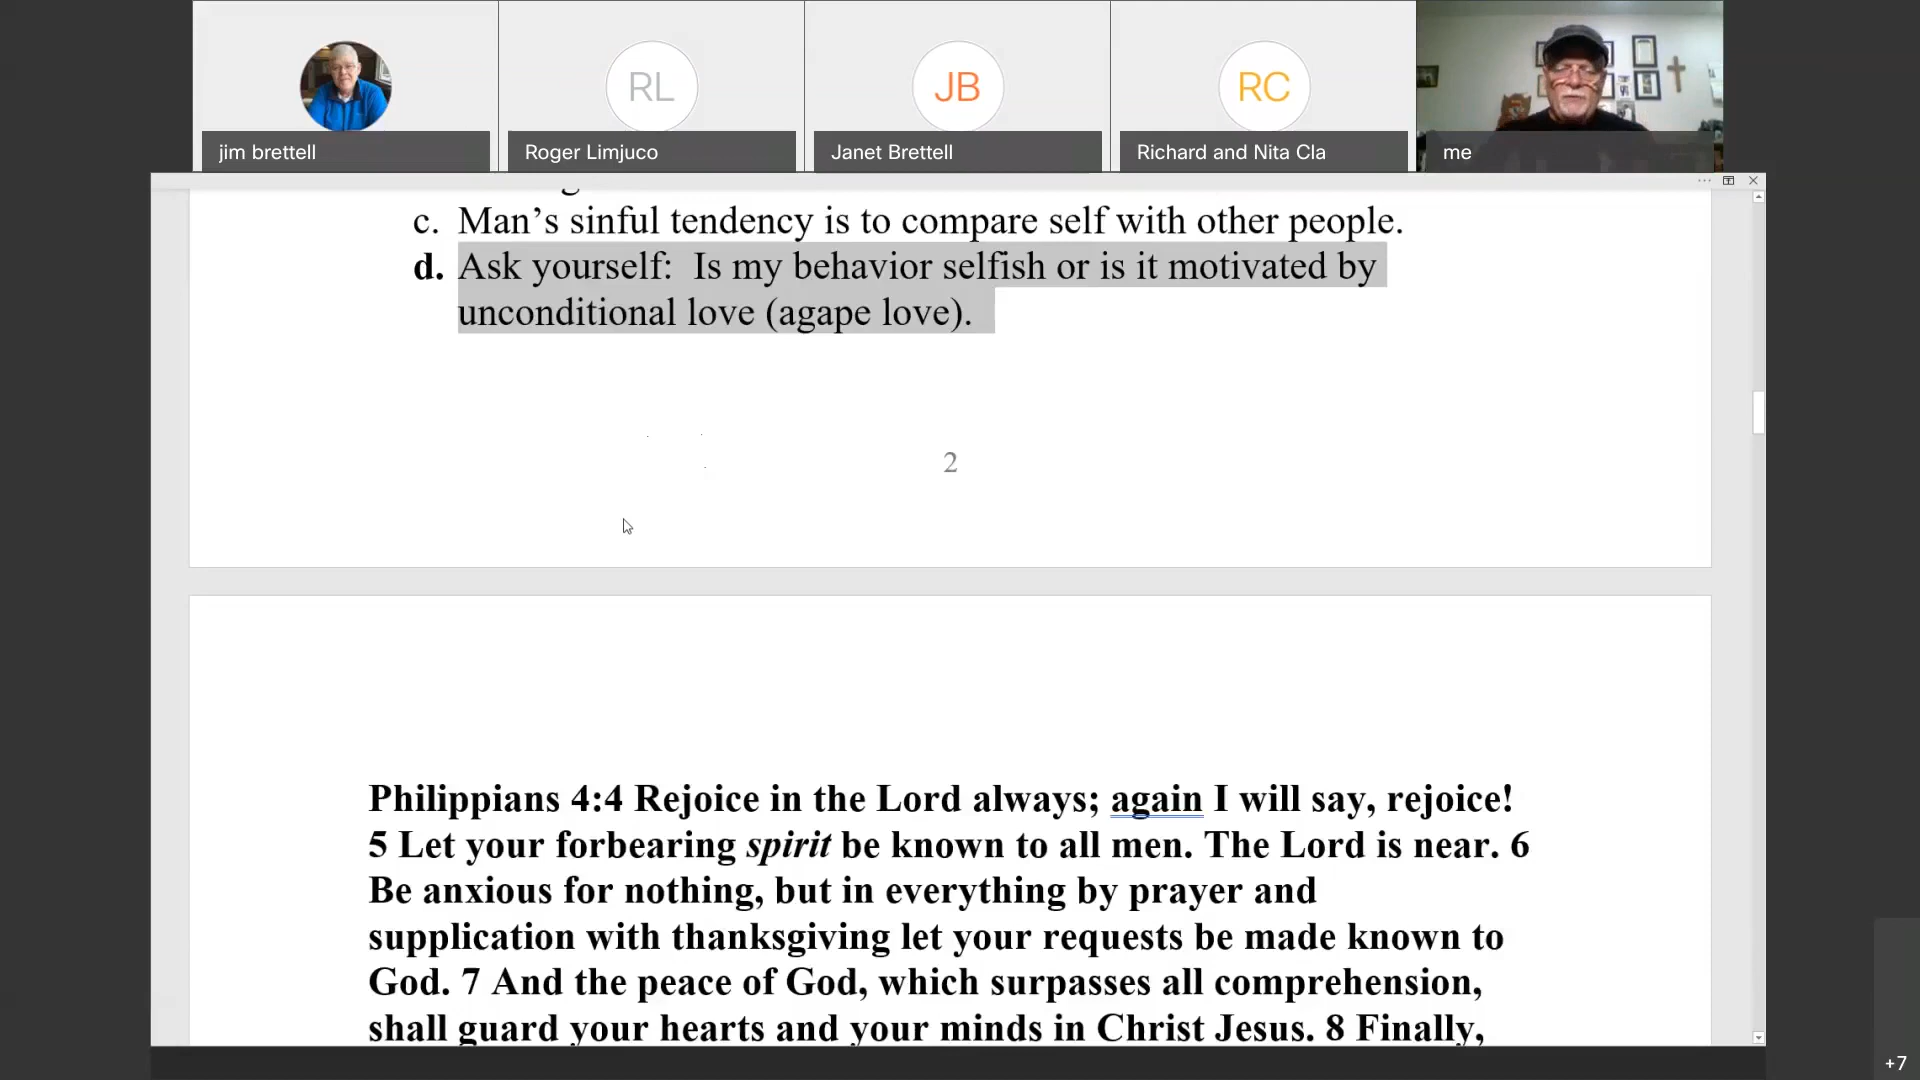 RL
JB
RC
jim brettell
Roger Limjuco
Janet Brettell
Richard and Nita Cla
me
c. Man’s sinful tendency is to compare self with other people.
d. Ask yourself:  Is my behavior selfish or is it motivated by
unconditional love (agape love).
2
Philippians 4:4 Rejoice in the Lord always; again I will say, rejoice!
5 Let your forbearing spirit be known to all men. The Lord is near. 6
Be anxious for nothing, but in everything by prayer and
supplication with thanksgiving let your requests be made known to
God. 7 And the peace of God, which surpasses all comprehension,
shall guard your hearts and your minds in Christ Jesus. 8 Finally,
+7